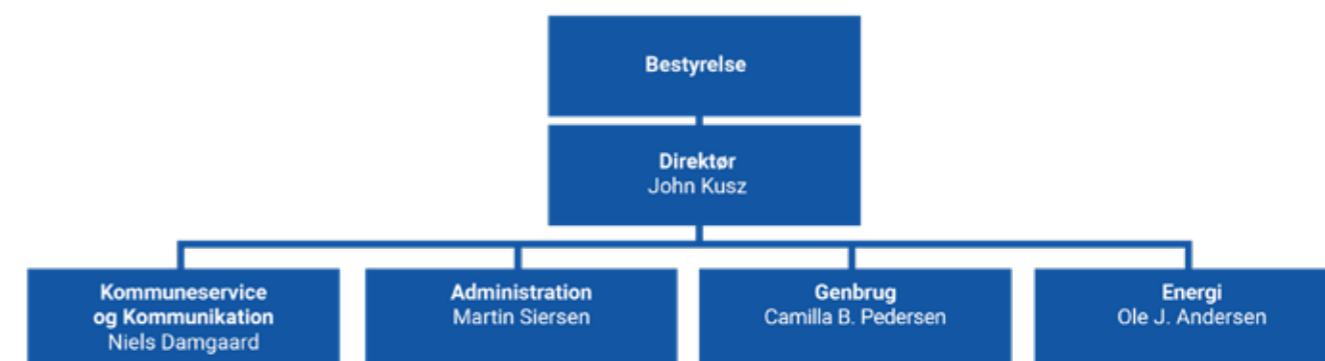 Bestyrelse
Direktør
John Kusz
Kommuneservice
og Kommunikation
Niels Damgaard
Administration
Martin Siersen
Genbrug
Camilla B. Pedersen
Energi
Ole J. Andersen